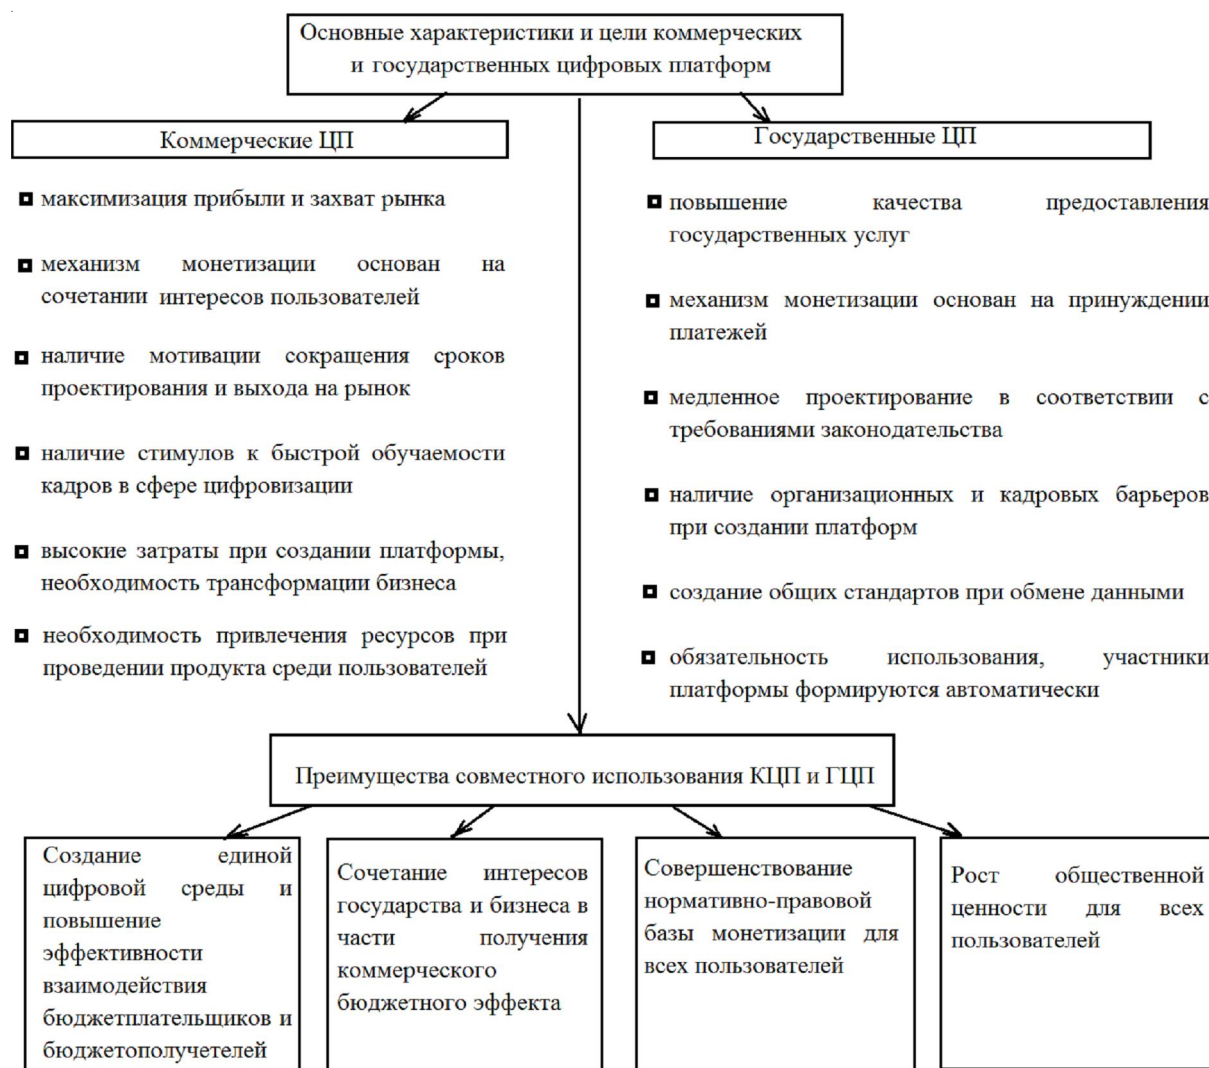 Основные характеристики и цели коммерческих
и государственных цифровых платформ
Коммерческие ЦП
максимизация прибыли и захват рынка
механизм монетизации основан на
сочетании интересов пользователей
наличие мотивации сокращения сроков
проектирования и выхода на рынок
наличие стимулов к быстрой обучаемости
кадров в сфере цифровизации
высокие затраты при создании платформы,
необходимость трансформации бизнеса
необходимость привлечения ресурсов при
проведении продукта среди пользователей
Государственные ЦП
повышение качества предоставления
государственных услуг
механизм монетизации основан на принуждении
платежей
медленное проектирование в соответствии с
требованиями законодательства
наличие организационных и кадровых барьеров
при создании платформ
создание общих стандартов при обмене данными
обязательность использования, участники
платформы формируются автоматически
Преимущества совместного использования КЦП и ГЦП
Создание единой
цифровой среды и
повышение
эффективности
взаимодействия
бюджетплательщиков и
бюджетополучетелей
Сочетание интересов
государства и бизнеса в
части получения
коммерческого
бюджетного эффекта
Совершенствование
нормативно-правовой
базы монетизации для
всех пользователей
Рост общественной
ценности для всех
пользователей